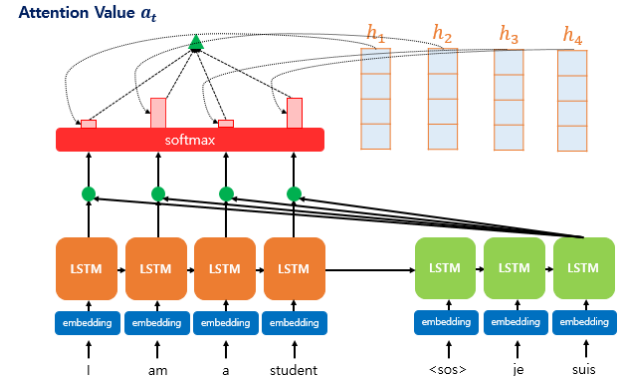 Attention Value a_t
h_1 h_2 h_3 h_4
softmax
LSTM LSTM LSTM LSTM LSTM LSTM LSTM
embedding embedding embedding embedding embedding embedding embedding
I am a student <sos> je suis